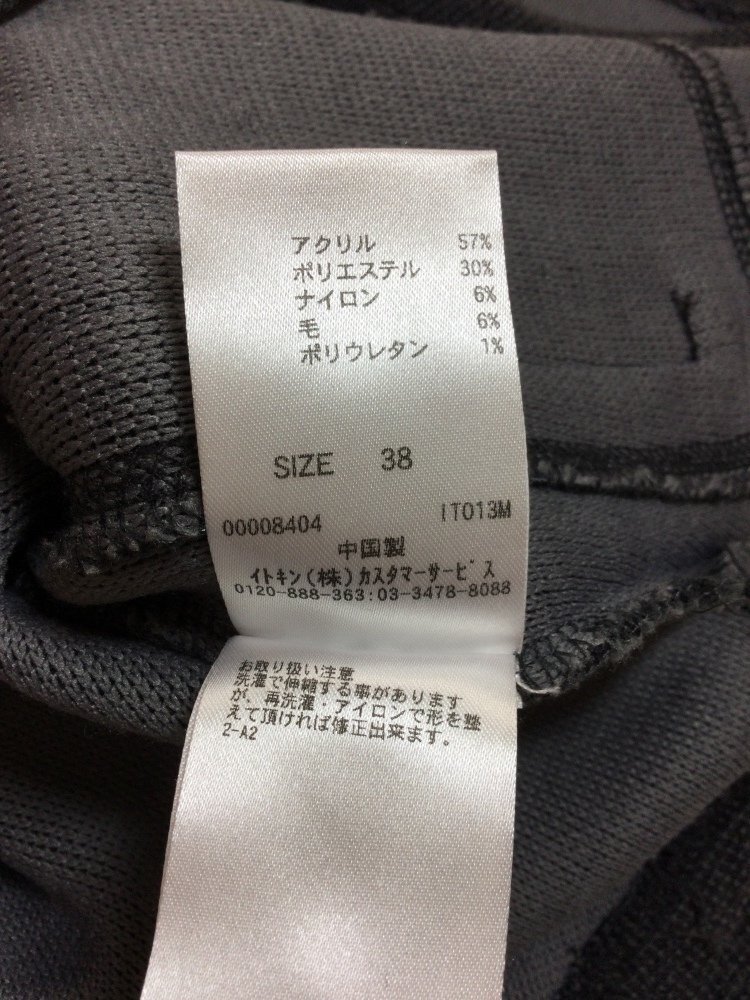 アクリル 57%
ポリエステル 30%
ナイロン 6%
毛 6%
ポリウレタン 1%
SIZE 38
00008404 IT013M
中国製
イトキン(株)カスタマーサービス
0120-888-363:03-3478-8088
お取り扱い注意
洗濯で伸縮する事があります
が、再洗濯・アイロンで形を整
えて頂ければ修正出来ます。
2-A2